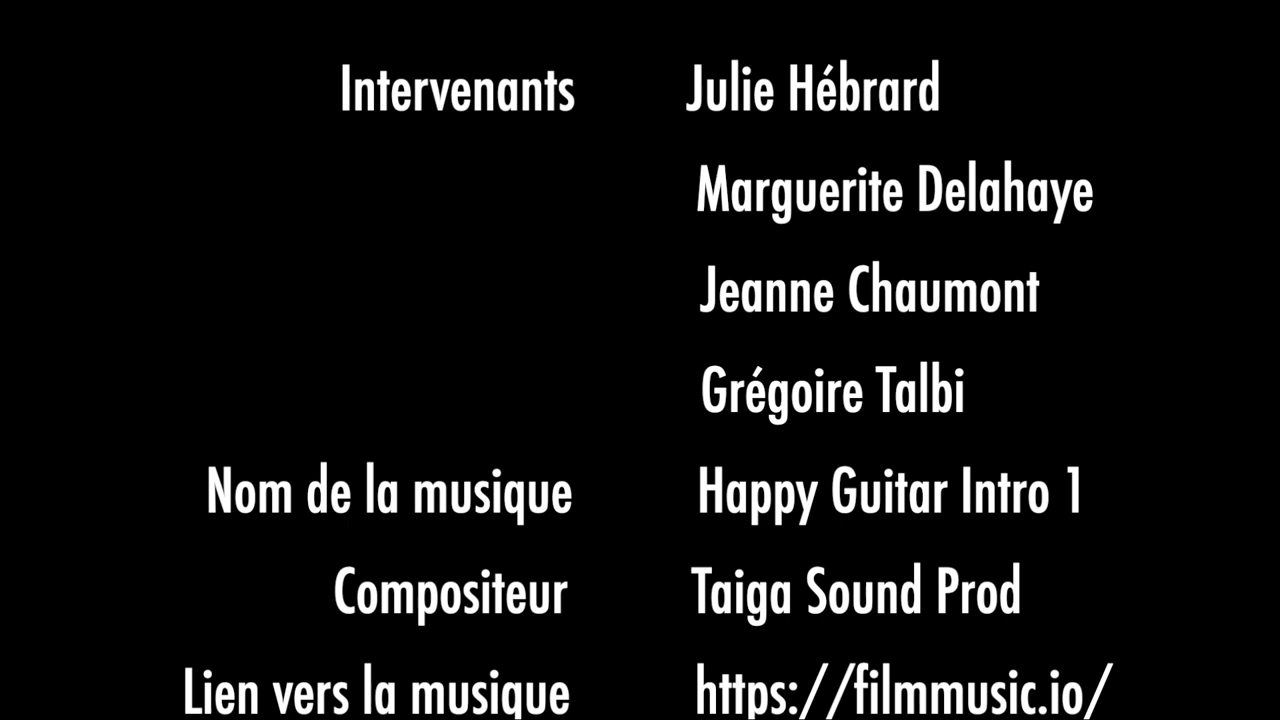 Intervenants Julie Hébrard
Marguerite Delahaye
Jeanne Chaumont
Grégoire Talbi
Nom de la musique Happy Guitar Intro 1
Compositeur Taiga Sound Prod
Lien vers la musique https://filmmusic.io/